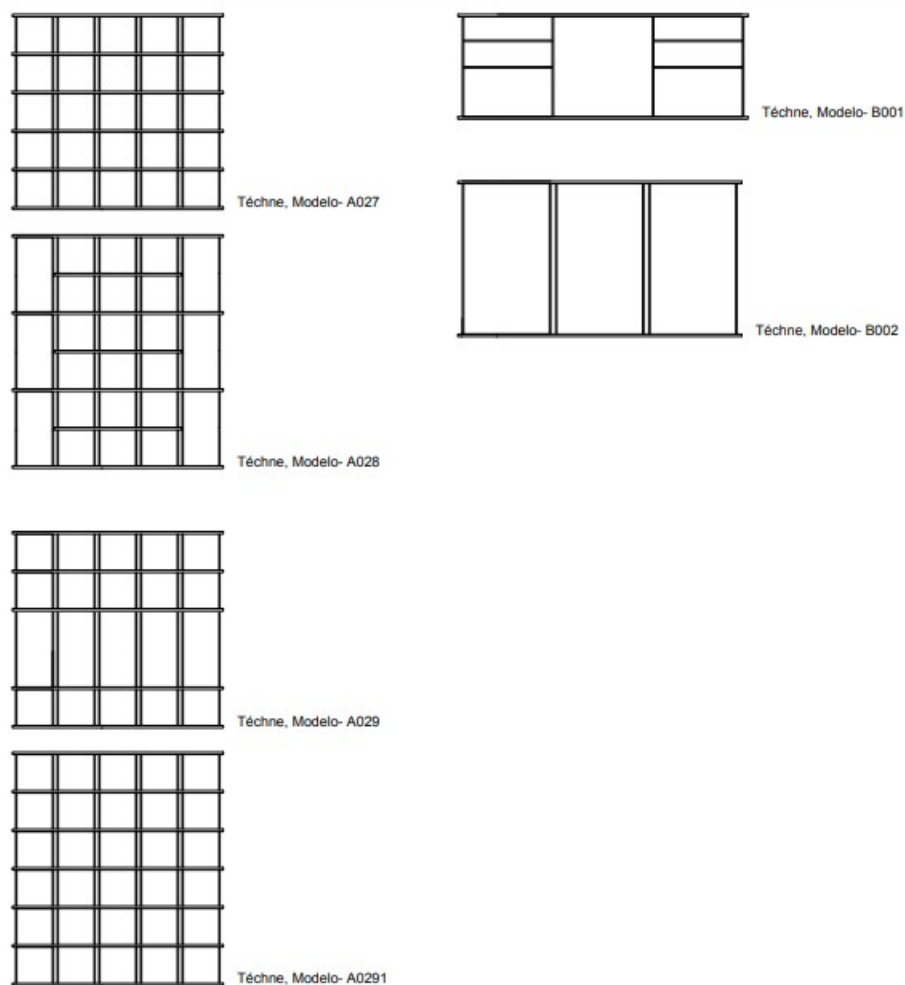 Téchne, Modelo- A027
Téchne, Modelo- A028
Téchne, Modelo- A029
Téchne, Modelo- A0291
Téchne, Modelo- B001
Téchne, Modelo- B002